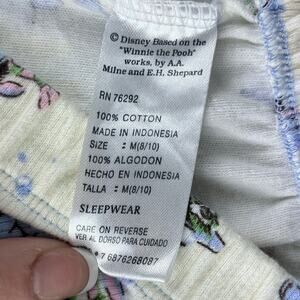 © Disney Based on the
"Winnie the Pooh"
works, by A.A.
Milne and E.H. Shepard
RN 76292
100% COTTON
MADE IN INDONESIA
SIZE : M(8/10)
100% ALGODON
HECHO EN INDONESIA
TALLA : M(8/10)
SLEEPWEAR
CARE ON REVERSE
VER AL DORSO PARA CUIDADO
7 6876268087